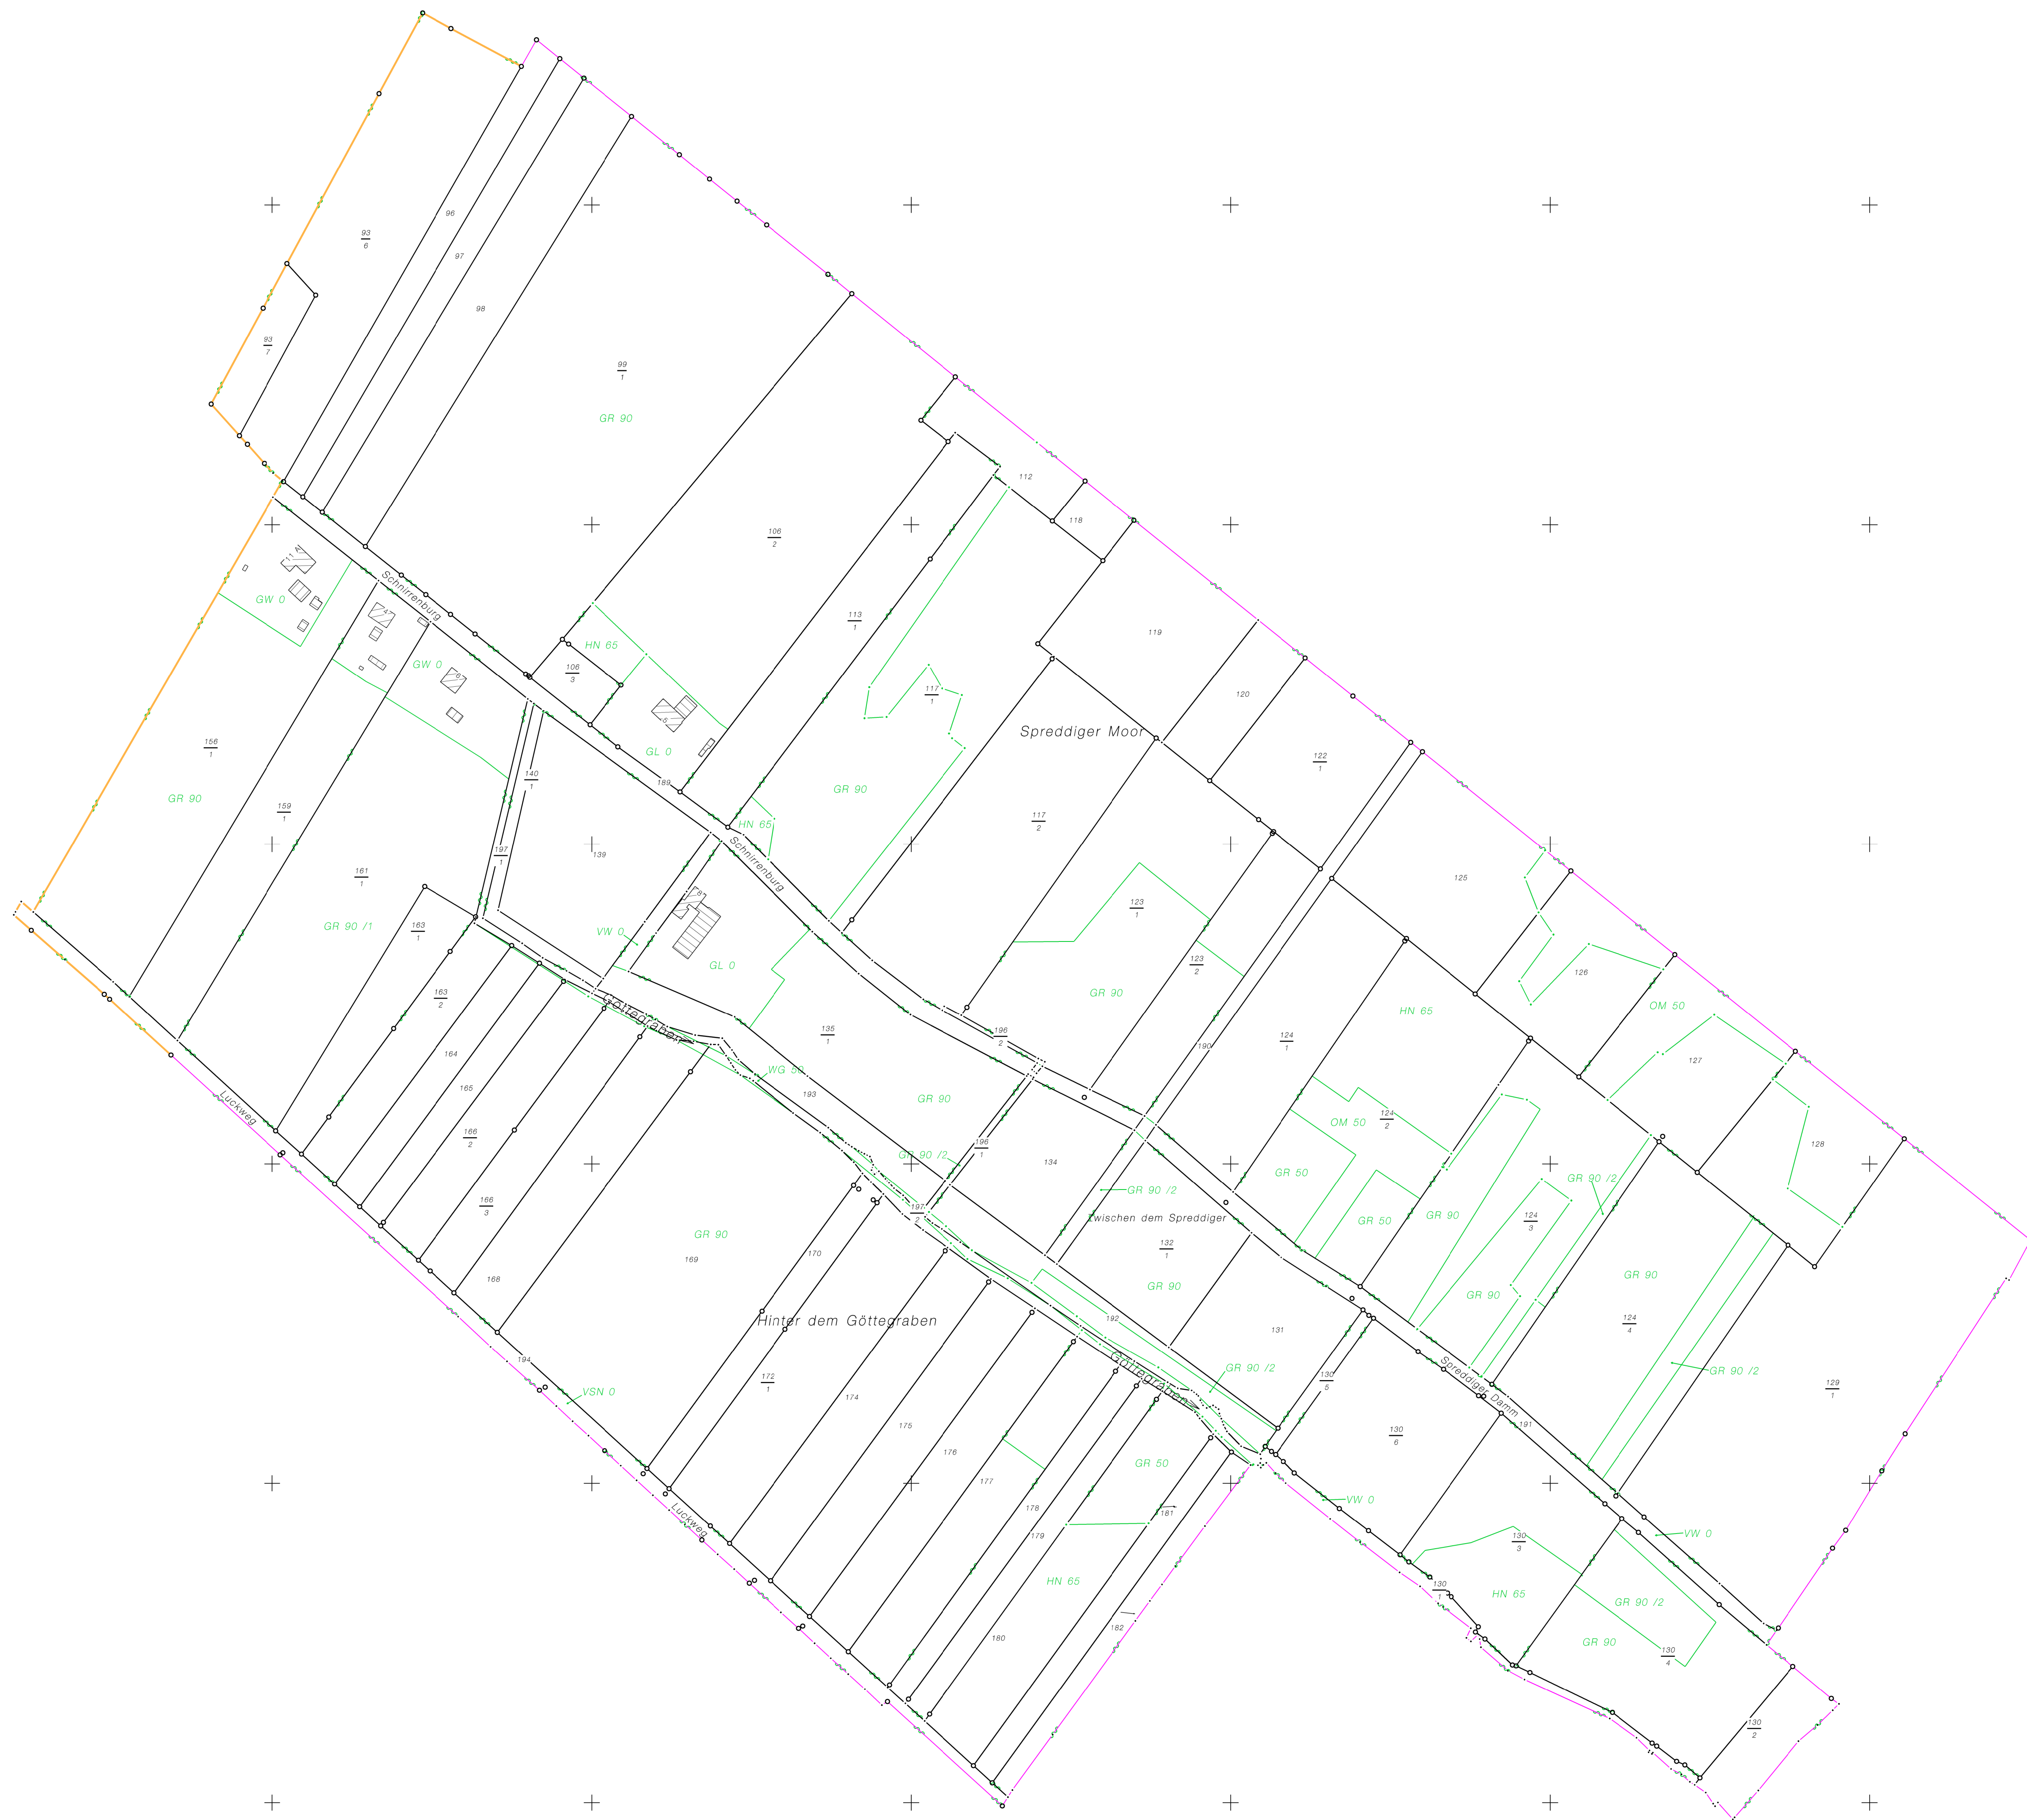 96
93
6
97
98
93
7
99
1
GR 90
112
118
106
2
11 A
GW 0
Schnirrenburg
47
GW 0
HN 65
106
3
113
1
119
117
1
120
6
5
GL 0
Spreddiger Moor
156
1
GR 90
159
1
140
1
189
GR 90
122
1
HN 65
117
2
197
1
139
Schnirrenburg
161
1
125
GR 90 /1
163
1
8
VW 0
GL 0
123
1
123
2
GR 90
126
OM 50
HN 65
163
2
Göttegraben
135
1
196
2
190
124
1
164
165
WG 50
193
GR 90
127
OM 50
124
2
Luckweg
166
2
GR 90 /2
196
1
134
128
GR 50
GR 90 /2
GR 90 /2
166
3
197
2
Zwischen dem Spreddiger
GR 50
GR 90
124
3
GR 90
169
170
132
1
GR 90
GR 90
GR 90
168
Hinter dem Göttegraben
192
131
124
4
194
VSN 0
172
1
Göttegraben
GR 90 /2
130
5
Spreddiger Damm
GR 90 /2
129
1
174
175
176
177
178
179
GR 50
181
130
6
191
VW 0
Luckweg
VW 0
130
3
HN 65
130
1
HN 65
GR 90 /2
GR 90
130
4
180
182
130
2